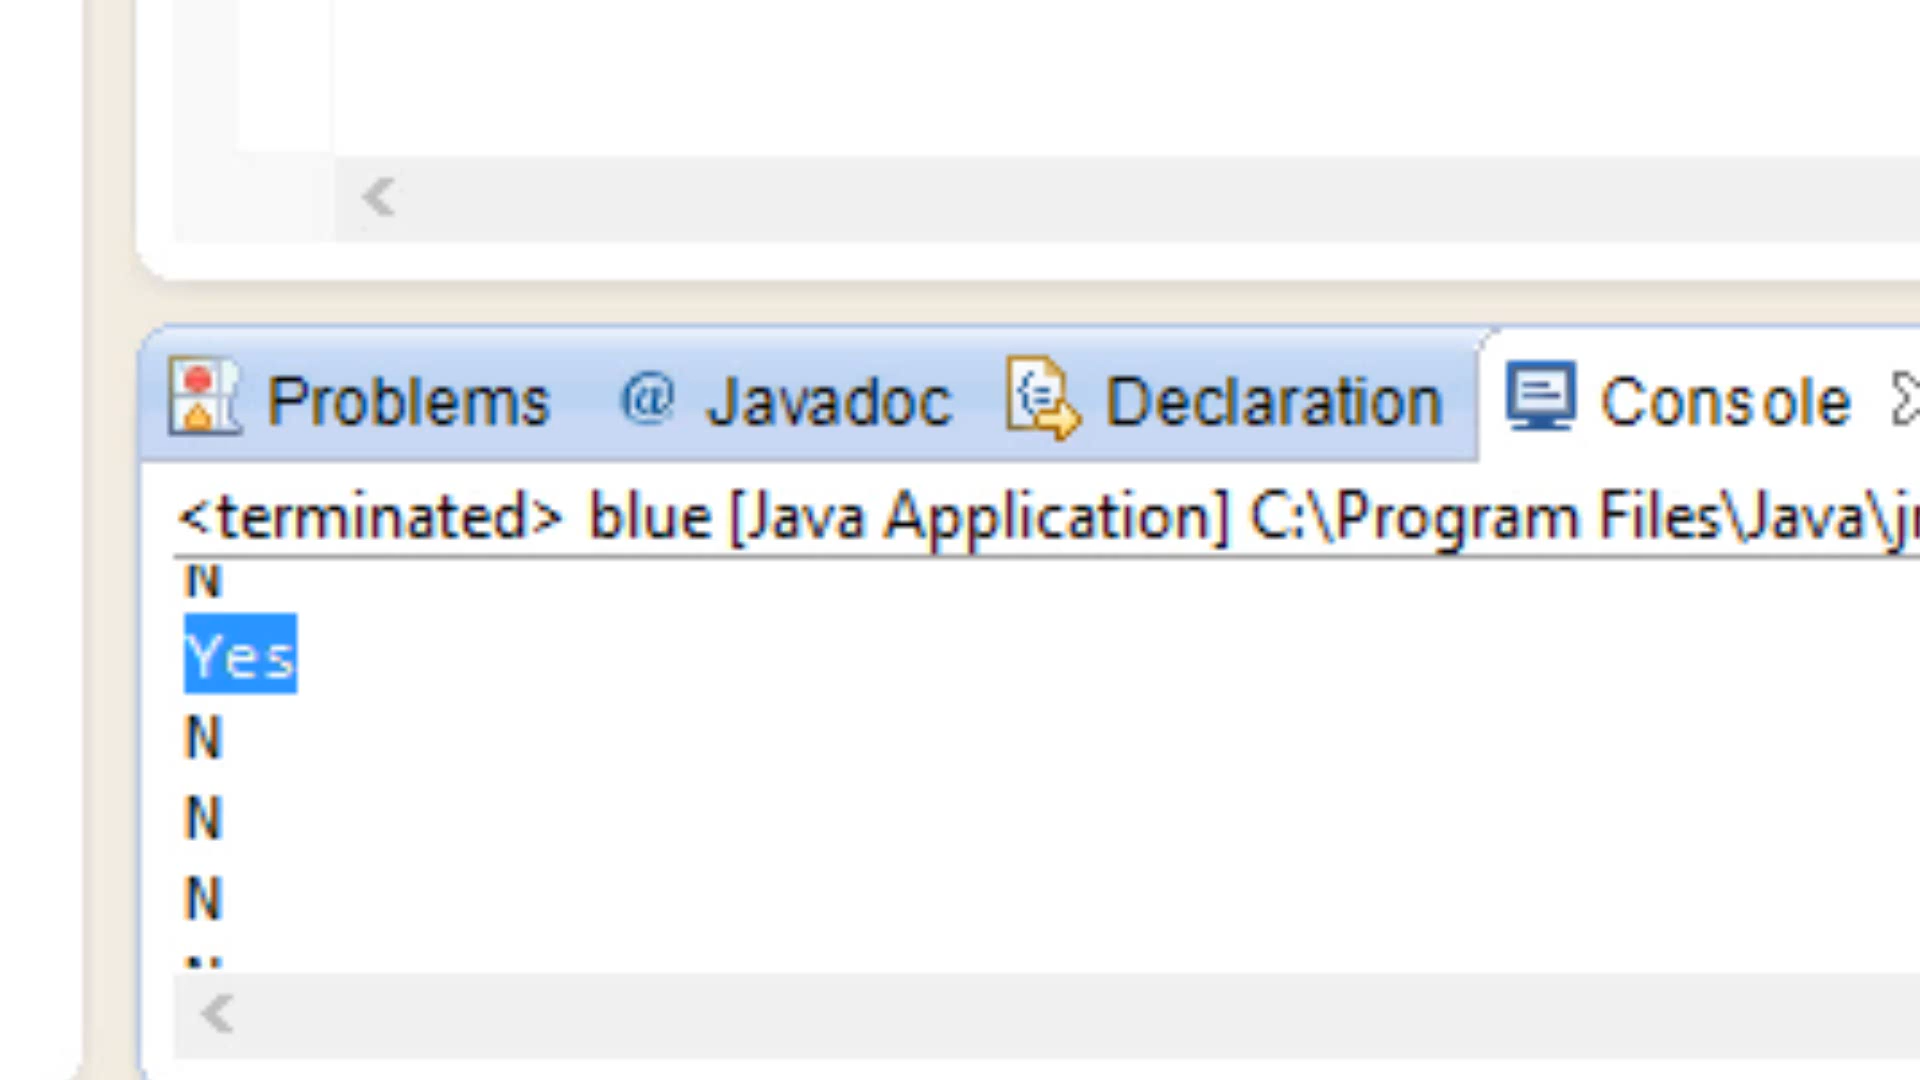 Problems @ Javadoc Declaration Console
<terminated> blue [Java Application] C:\Program Files\Java\
N
Yes
N
N
N